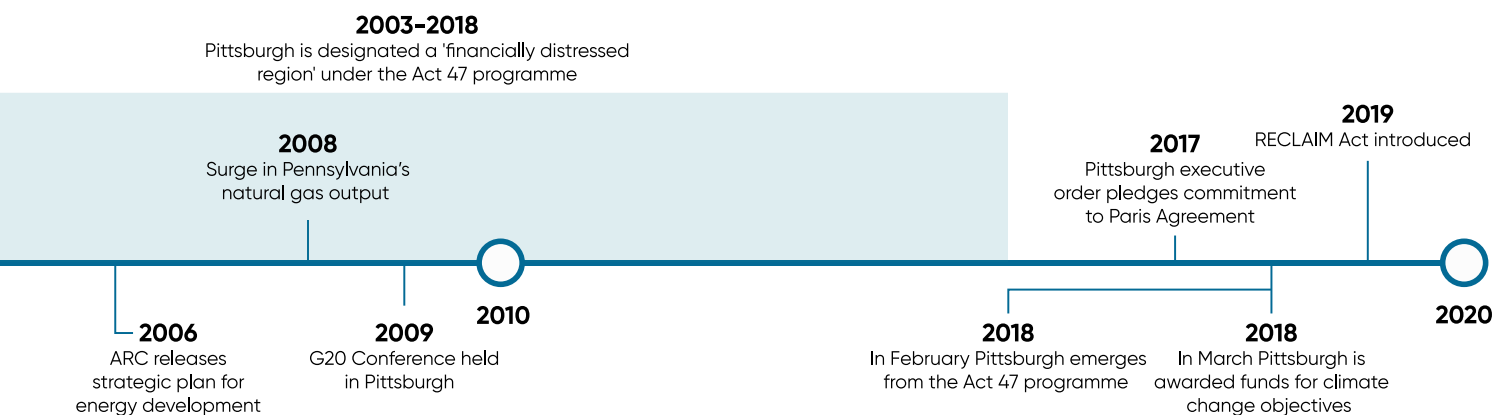 2003-2018
Pittsburgh is designated a 'financially distressed
region' under the Act 47 programme
2008
Surge in Pennsylvania's
natural gas output
2017
Pittsburgh executive
order pledges commitment
to Paris Agreement
2019
RECLAIM Act introduced
2006
ARC releases
strategic plan for
energy development
2009
G20 Conference held
in Pittsburgh
2010
2018
In February Pittsburgh emerges
from the Act 47 programme
2018
In March Pittsburgh is
awarded funds for climate
change objectives
2020